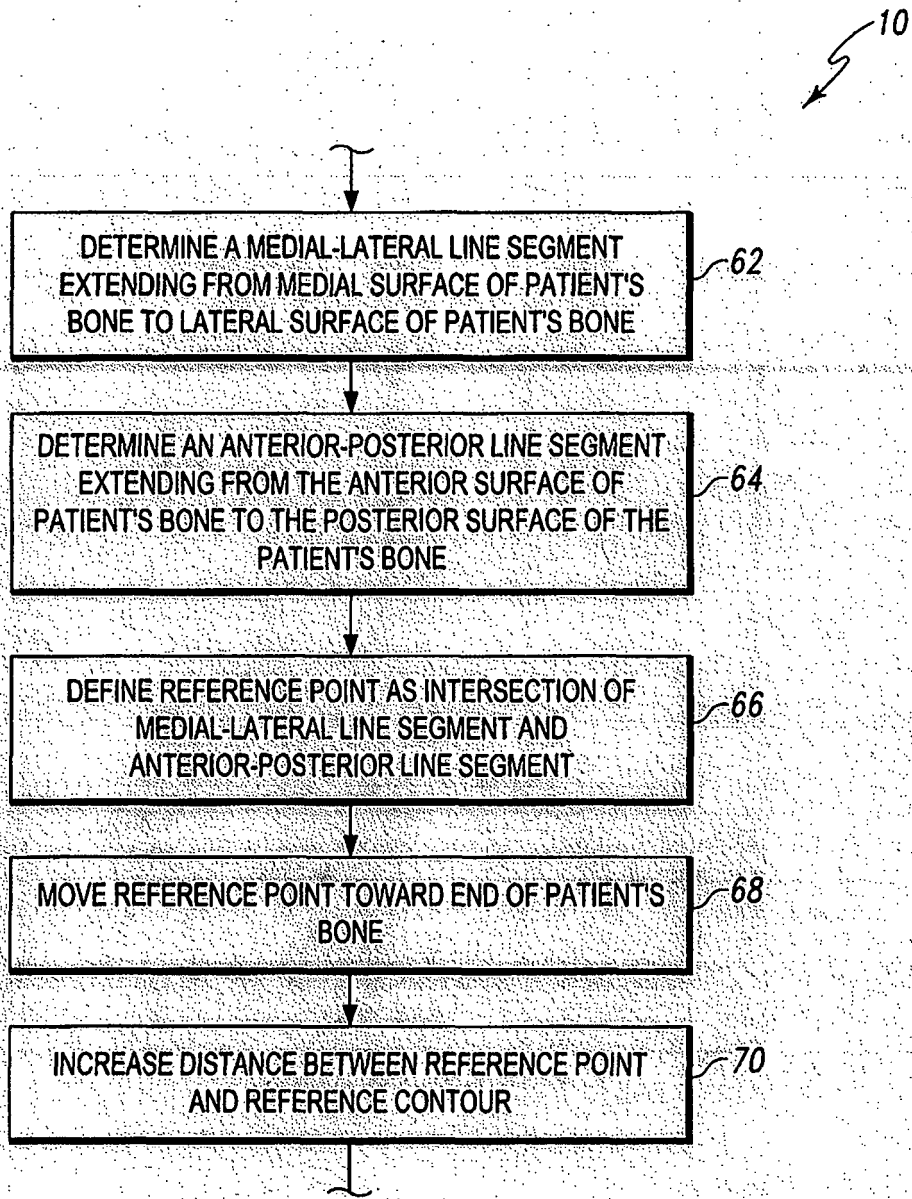 10
DETERMINE A MEDIAL-LATERAL LINE SEGMENT
EXTENDING FROM MEDIAL SURFACE OF PATIENT'S
BONE TO LATERAL SURFACE OF PATIENT'S BONE
62
DETERMINE AN ANTERIOR-POSTERIOR LINE SEGMENT
EXTENDING FROM THE ANTERIOR SURFACE OF
PATIENT'S BONE TO THE POSTERIOR SURFACE OF THE
PATIENT'S BONE
64
DEFINE REFERENCE POINT AS INTERSECTION OF
MEDIAL-LATERAL LINE SEGMENT AND
ANTERIOR-POSTERIOR LINE SEGMENT
66
MOVE REFERENCE POINT TOWARD END OF PATIENT'S
BONE
68
INCREASE DISTANCE BETWEEN REFERENCE POINT
AND REFERENCE CONTOUR
70